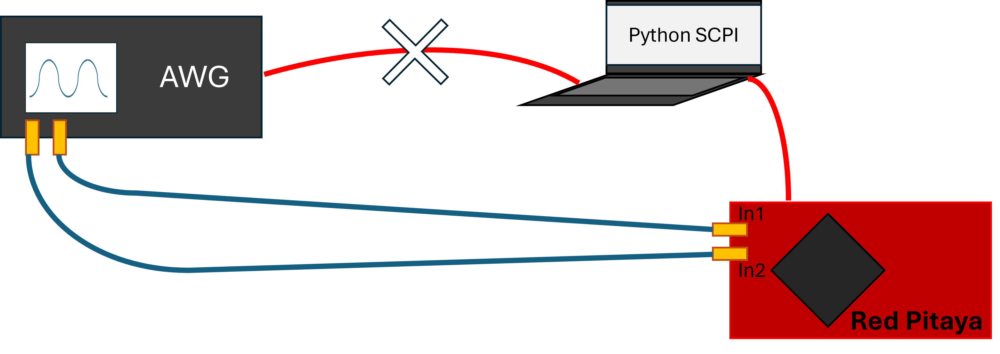 Python SCPI
AWG
In1
In2
Red Pitaya